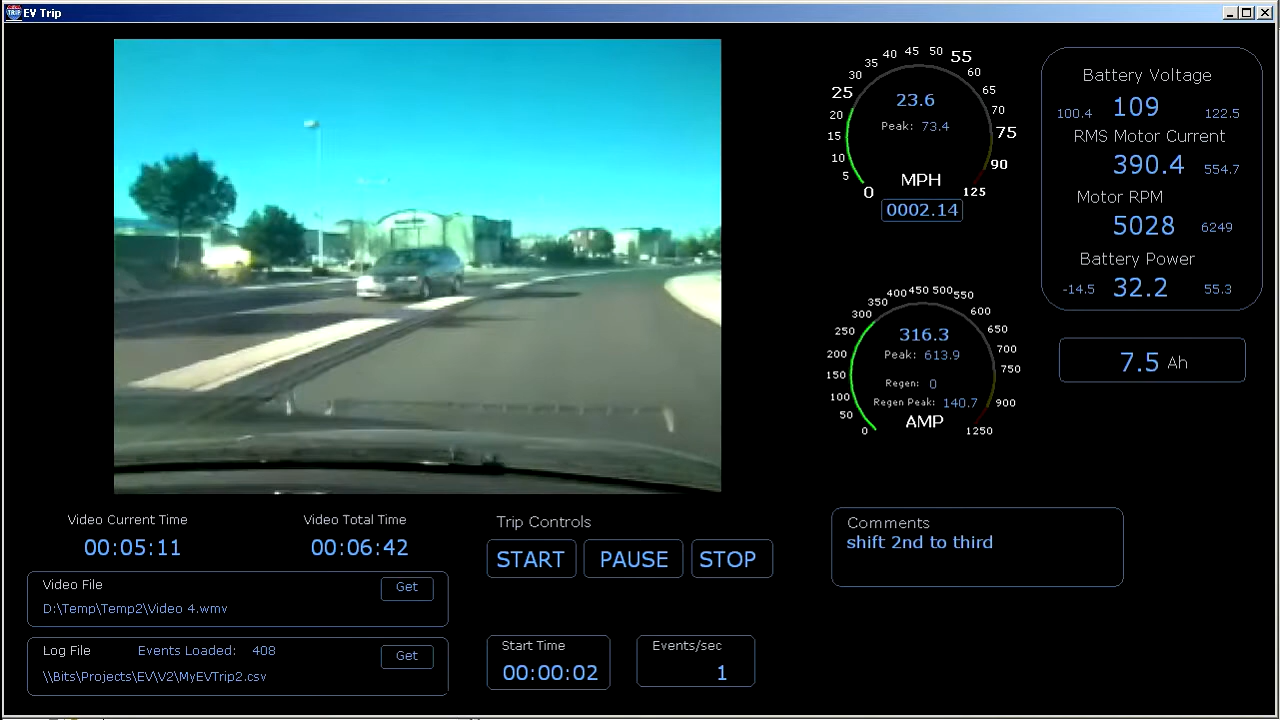 EV Trip
0 5 10 15 20 25 30 35 40 45 50 55 60 65 70 75 90 125
23.6
Peak: 73.4
MPH
0002.14
Battery Voltage
100.4 109 122.5
RMS Motor Current
390.4 554.7
Motor RPM
5028 6249
Battery Power
-14.5 32.2 55.3
0 50 100 150 200 250 300 350 400 450 500 550 600 650 700 750 900 1250
316.3
Peak: 613.9
Regen: 0
Regen Peak: 140.7
AMP
7.5 Ah
Video Current Time
00:05:11
Video Total Time
00:06:42
Video File
Get
D:\Temp\Temp2\Video 4.wmv
Log File Events Loaded: 408
Get
\\Bits\Projects\EV\V2\MyEVTrip2.csv
Trip Controls
START PAUSE STOP
Start Time
00:00:02
Events/sec
1
Comments
shift 2nd to third